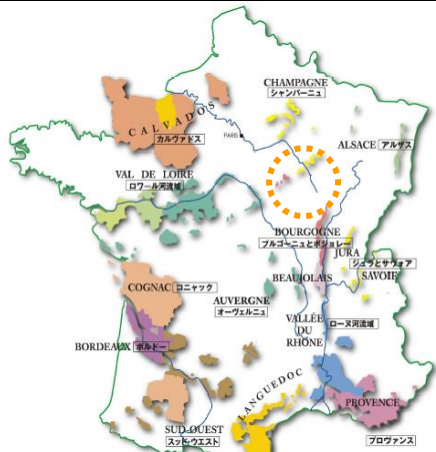 CHAMPAGNE
シャンパーニュ
CALVADOS
カルヴァドス
PARIS
ALSACE アルザス
VAL DE LOIRE
ロワール河流域
BOURGOGNE
ブルゴーニュとボジョレー
JURA
ジュラとサヴォア
SAVOIE
BEAUJOLAIS
COGNAC コニャック
AUVERGNE
オーヴェルニュ
VALLÉE
DU
RHÔNE
ローヌ河流域
BORDEAUX ボルドー
LANGUEDOC
PROVENCE
プロヴァンス
SUD-OUEST
スッド・ウエスト